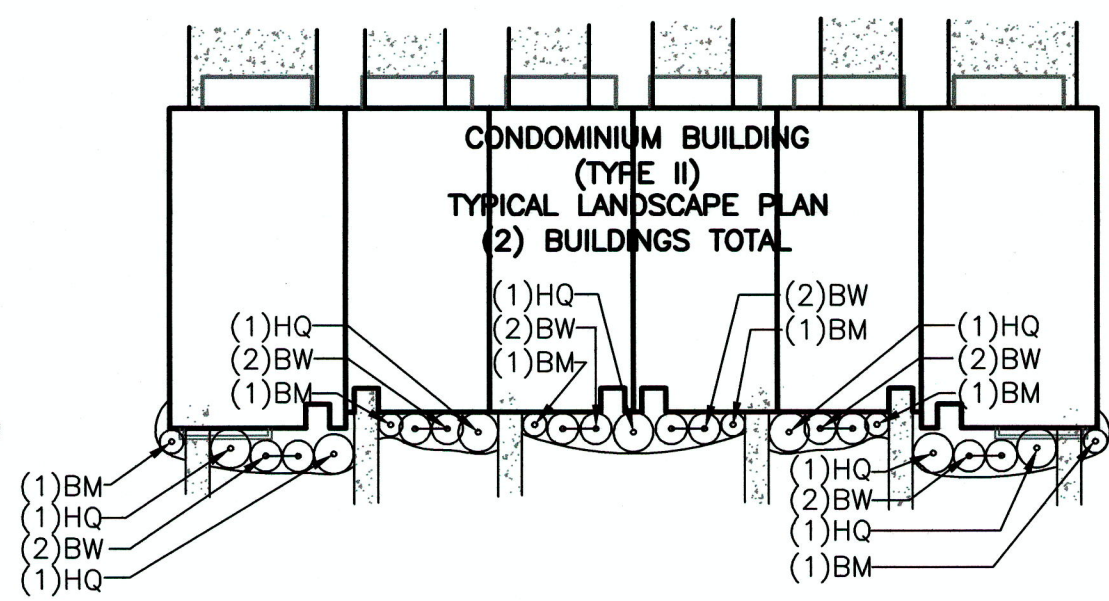 CONDOMINIUM BUILDING
(TYPE II)
TYPICAL LANDSCAPE PLAN
(2) BUILDINGS TOTAL
(1)HQ
(2)BW
(1)BM
(1)HQ
(2)BW
(1)BM
(2)BW
(1)BM
(1)HQ
(2)BW
(1)BM
(1)BM
(1)HQ
(2)BW
(1)HQ
(1)HQ
(2)BW
(1)HQ
(1)BM